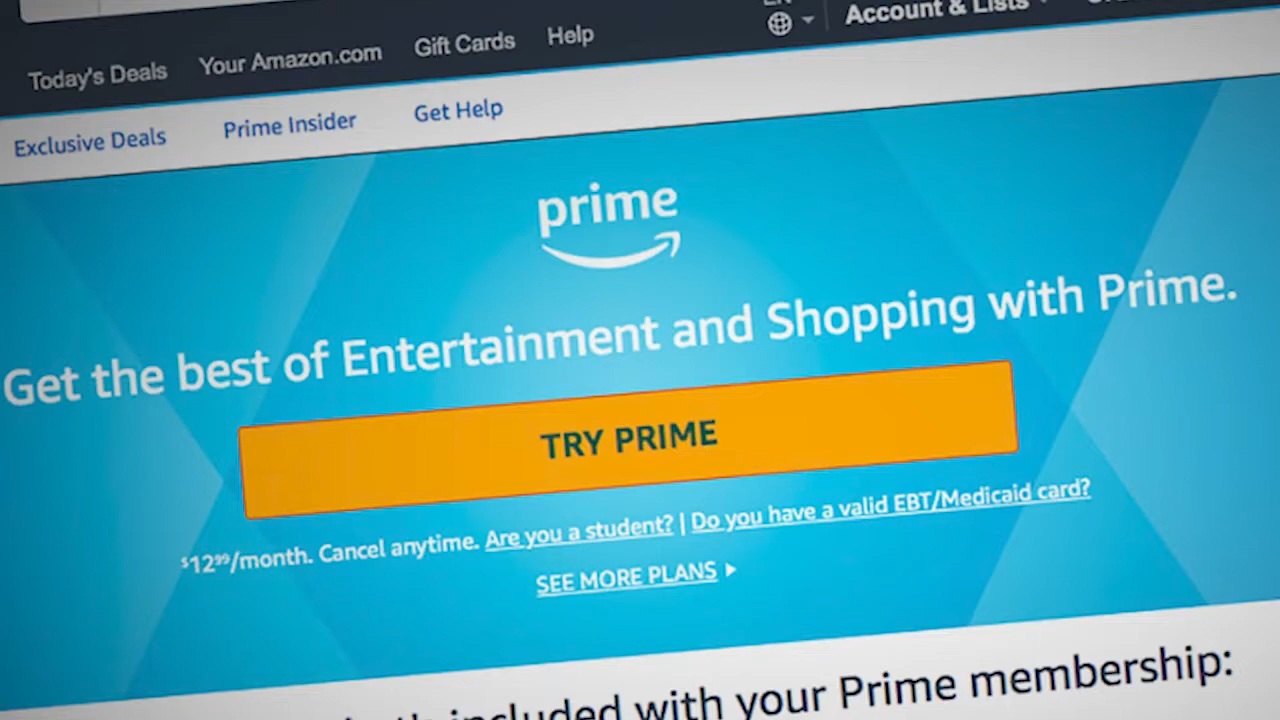 EN
Account & Lists
Today's Deals Your Amazon.com Gift Cards Help
Exclusive Deals Prime Insider Get Help
prime
Get the best of Entertainment and Shopping with Prime.
TRY PRIME
$12⁹⁹/month. Cancel anytime. Are you a student? | Do you have a valid EBT/Medicaid card?
SEE MORE PLANS
included with your Prime membership: